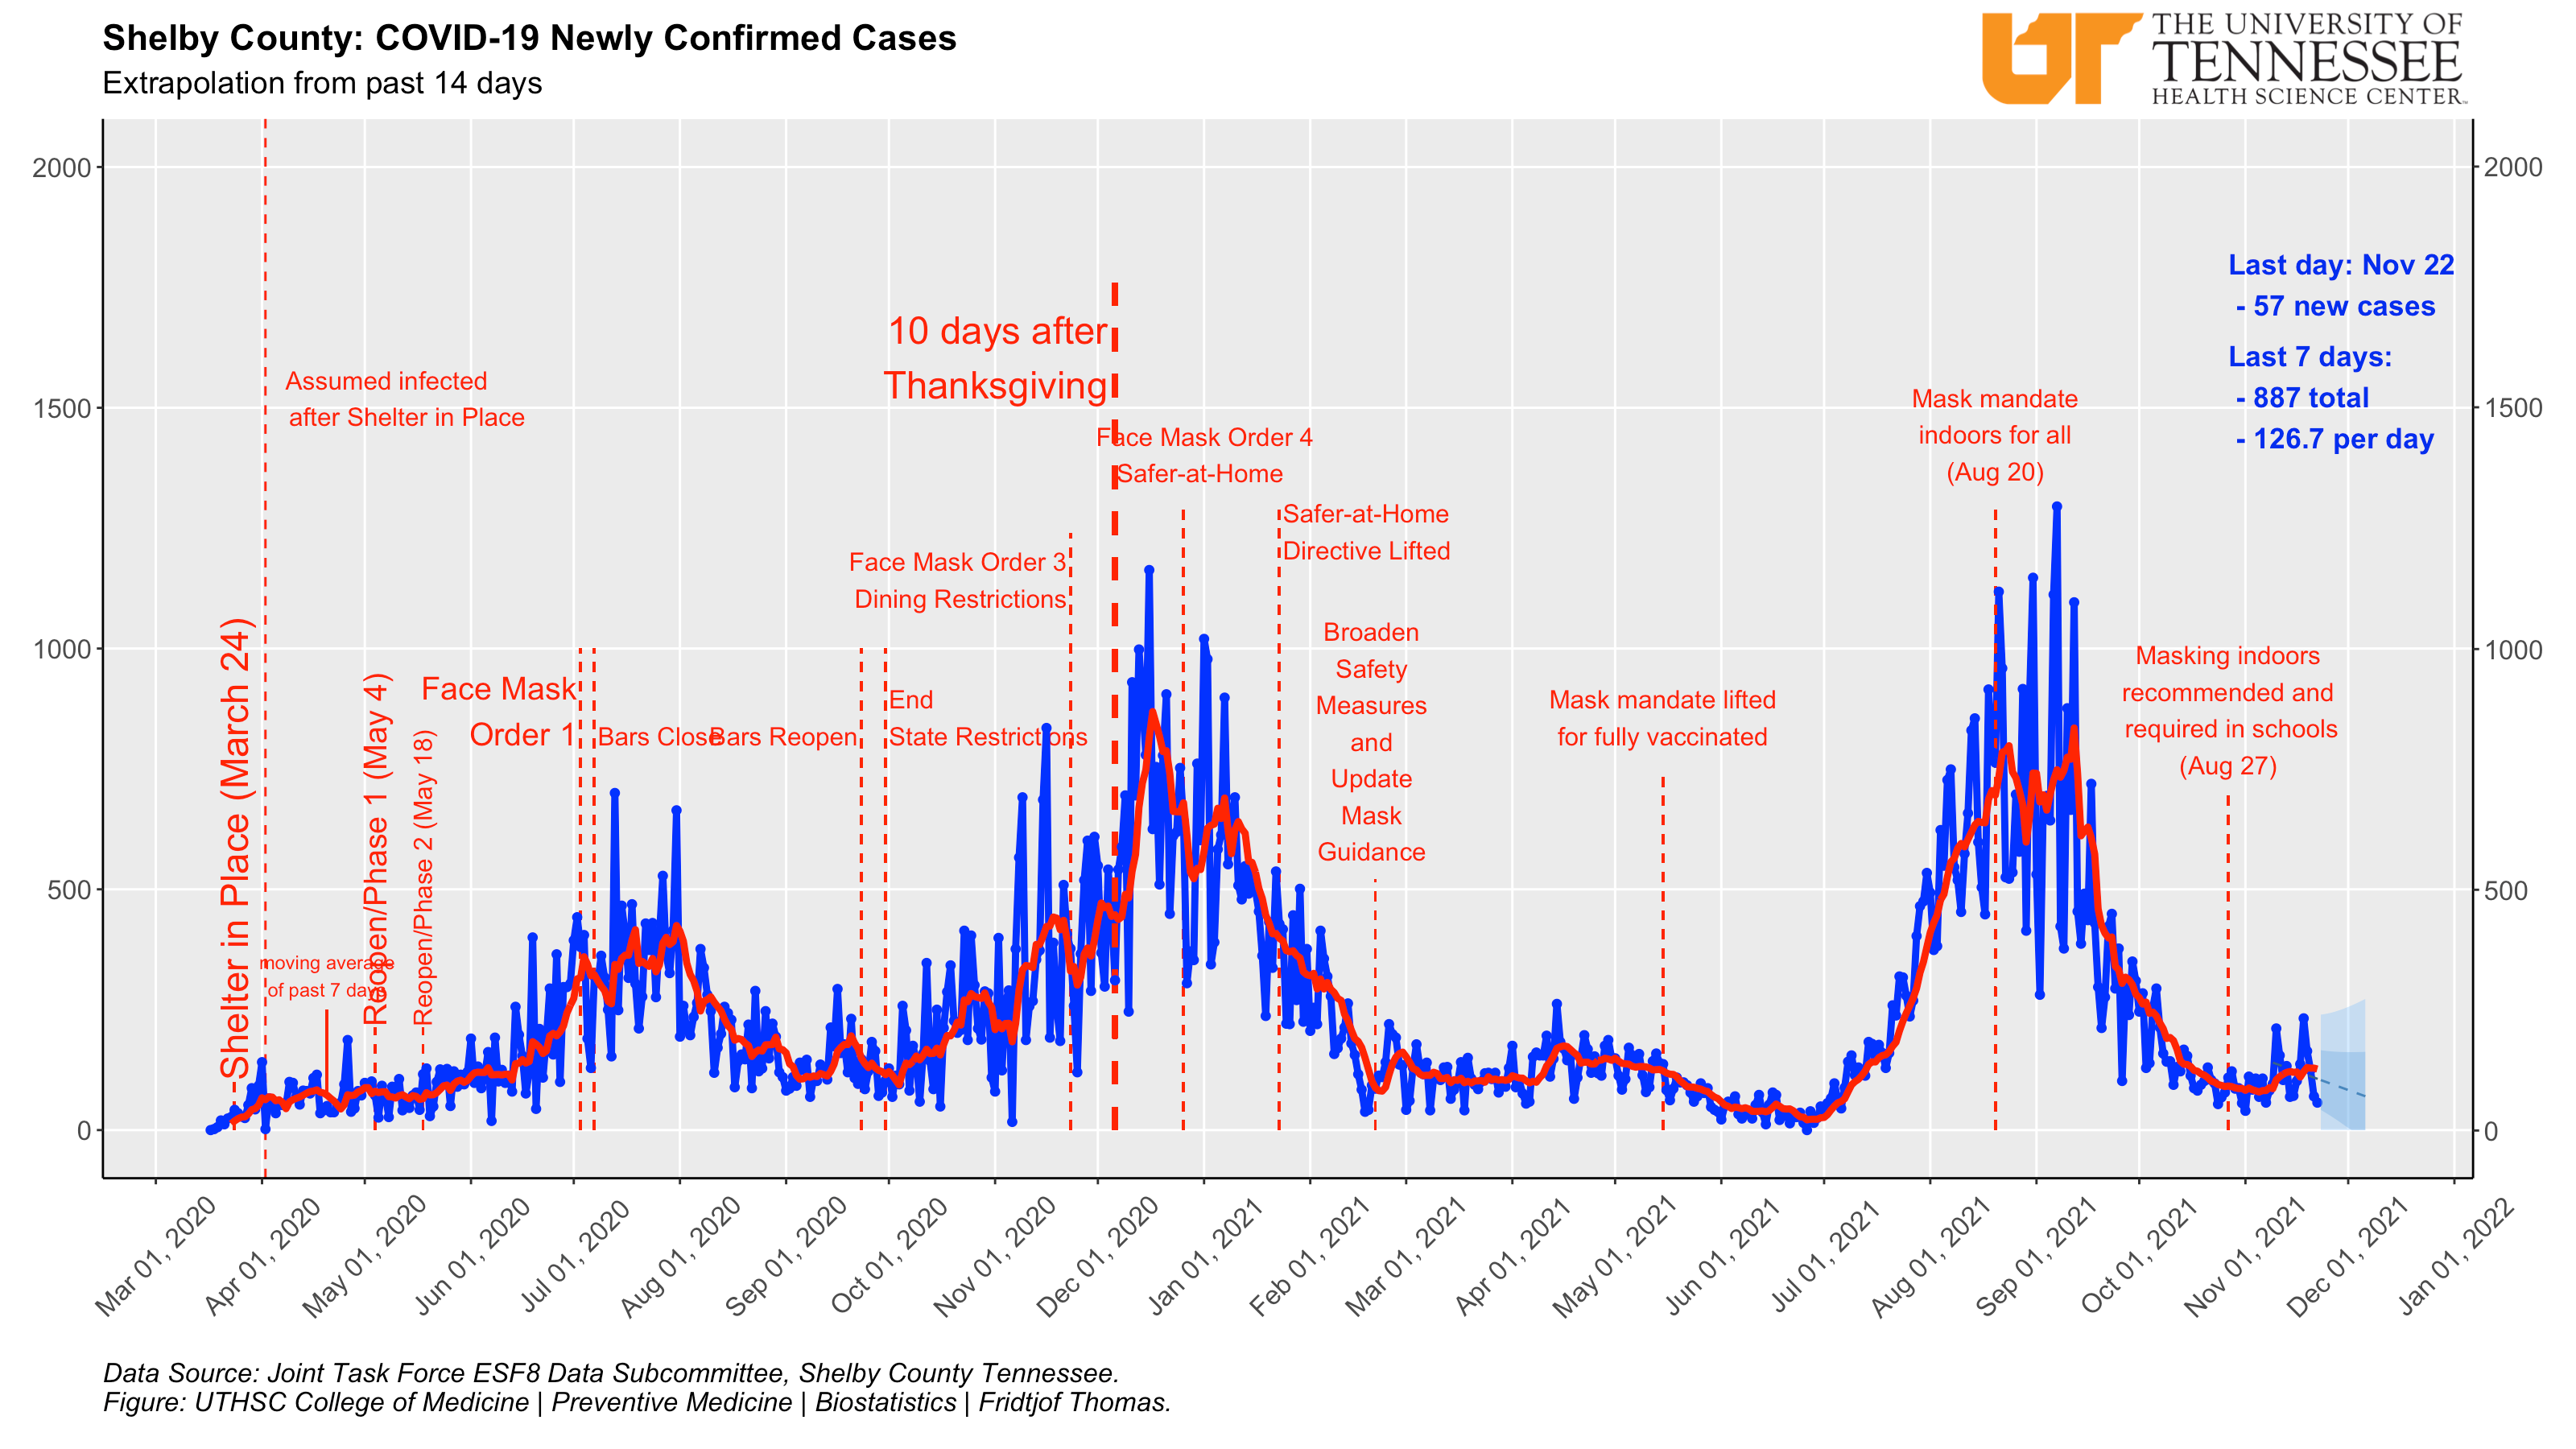 Shelby County: COVID-19 Newly Confirmed Cases
Extrapolation from past 14 days
THE UNIVERSITY OF
TENNESSEE
HEALTH SCIENCE CENTER
2000
1500
1000
500
0
2000
1500
1000
500
0
Last day: Nov 22
- 57 new cases
Last 7 days:
- 887 total
- 126.7 per day
Assumed infected
after Shelter in Place
Shelter in Place (March 24)
moving average
of past 7 days
Reopen/Phase 1 (May 4)
Reopen/Phase 2 (May 18)
Face Mask
Order 1
Bars Close
Bars Reopen
End
State Restrictions
Face Mask Order 3
Dining Restrictions
10 days after
Thanksgiving
Face Mask Order 4
Safer-at-Home
Safer-at-Home
Directive Lifted
Broaden
Safety
Measures
and
Update
Mask
Guidance
Mask mandate lifted
for fully vaccinated
Mask mandate
indoors for all
(Aug 20)
Masking indoors
recommended and
required in schools
(Aug 27)
Mar 01, 2020
Apr 01, 2020
May 01, 2020
Jun 01, 2020
Jul 01, 2020
Aug 01, 2020
Sep 01, 2020
Oct 01, 2020
Nov 01, 2020
Dec 01, 2020
Jan 01, 2021
Feb 01, 2021
Mar 01, 2021
Apr 01, 2021
May 01, 2021
Jun 01, 2021
Jul 01, 2021
Aug 01, 2021
Sep 01, 2021
Oct 01, 2021
Nov 01, 2021
Dec 01, 2021
Jan 01, 2022
Data Source: Joint Task Force ESF8 Data Subcommittee, Shelby County Tennessee.
Figure: UTHSC College of Medicine | Preventive Medicine | Biostatistics | Fridtjof Thomas.